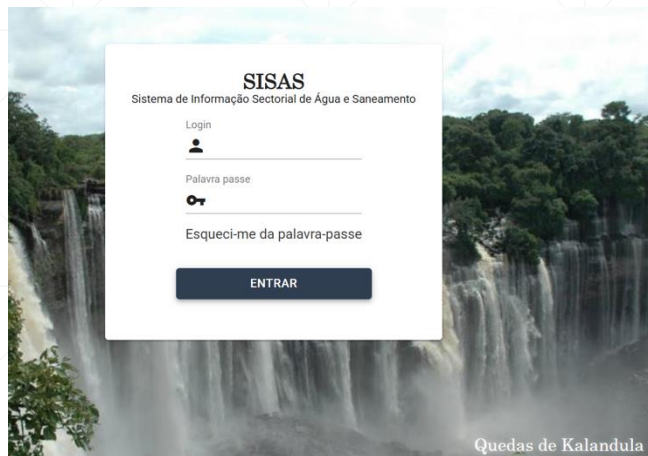 SISAS
Sistema de Informação Sectorial de Água e Saneamento
Login
Palavra passe
Esqueci-me da palavra-passe
ENTRAR
Quedas de Kalandula